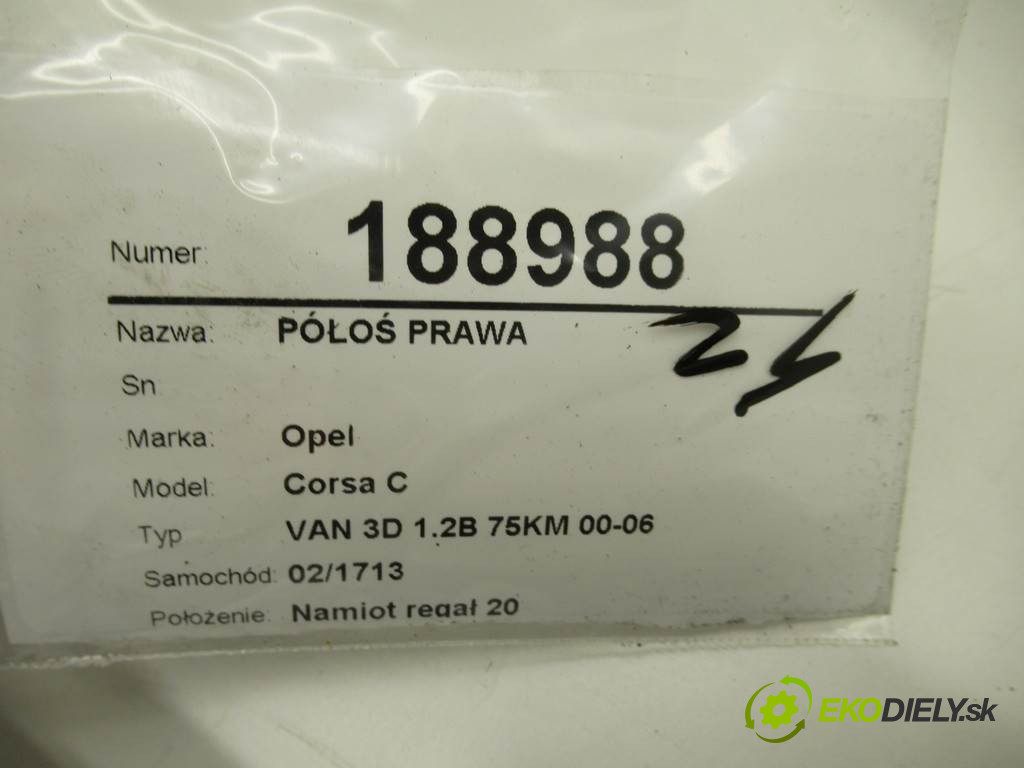 Numer: 188988
Nazwa: PÓŁOŚ PRAWA
21
Sn
Marka: Opel
Model: Corsa C
Typ VAN 3D 1.2B 75KM 00-06
Samochód: 02/1713
Położenie: Namiot regał 20
EKODIELY.sk